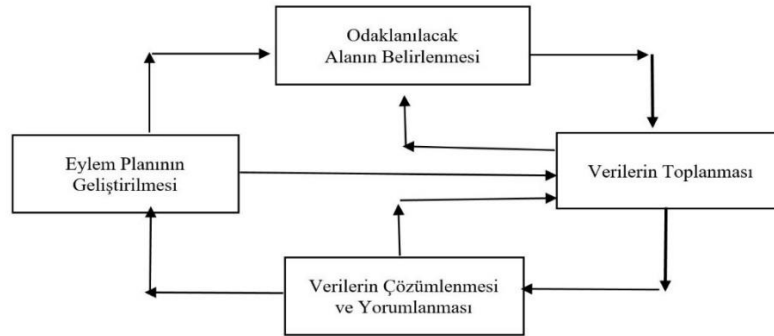 Odaklanılacak
Alanın Belirlenmesi
Eylem Planının
Geliştirilmesi
Verilerin Toplanması
Verilerin Çözümlenmesi
ve Yorumlanması